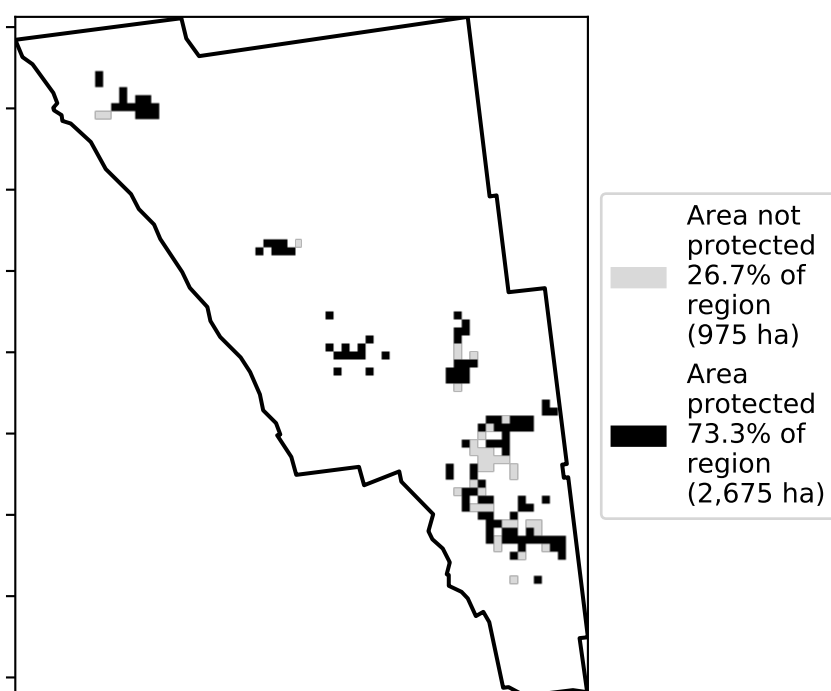 Area not
protected
26.7% of
region
(975 ha)
Area
protected
73.3% of
region
(2,675 ha)